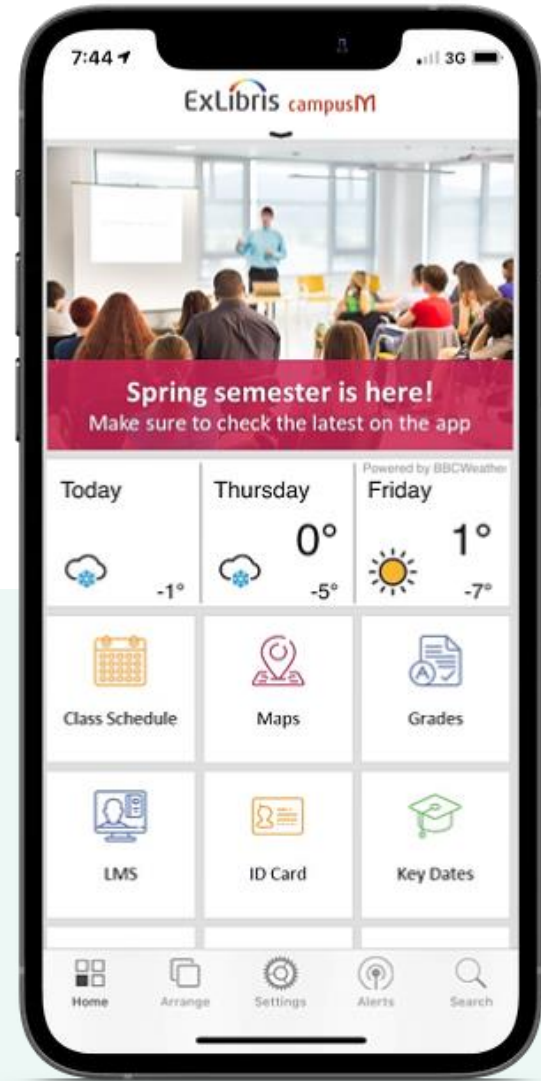 7:44
3G
ExLibris campusM
Spring semester is here!
Make sure to check the latest on the app
Powered by BBCWeather
Today Thursday Friday
0° 1°
-1° -5° -7°
Class Schedule Maps Grades
A
LMS ID Card Key Dates
Home Arrange Settings Alerts Search